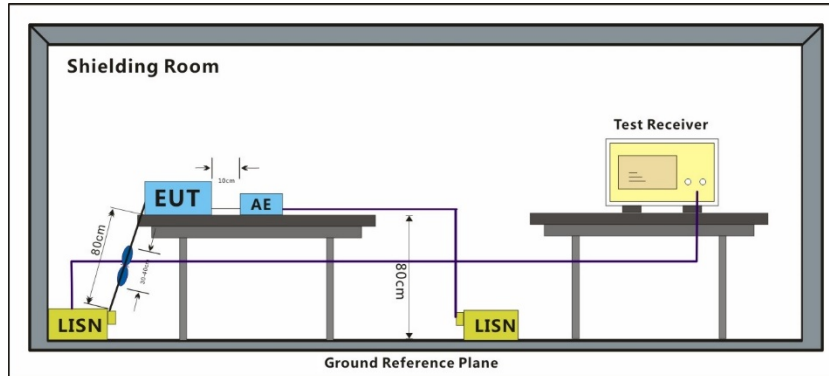 Shielding Room
Test Receiver
10cm
EUT
AE
80cm
30-40cm
80cm
LISN
LISN
Ground Reference Plane